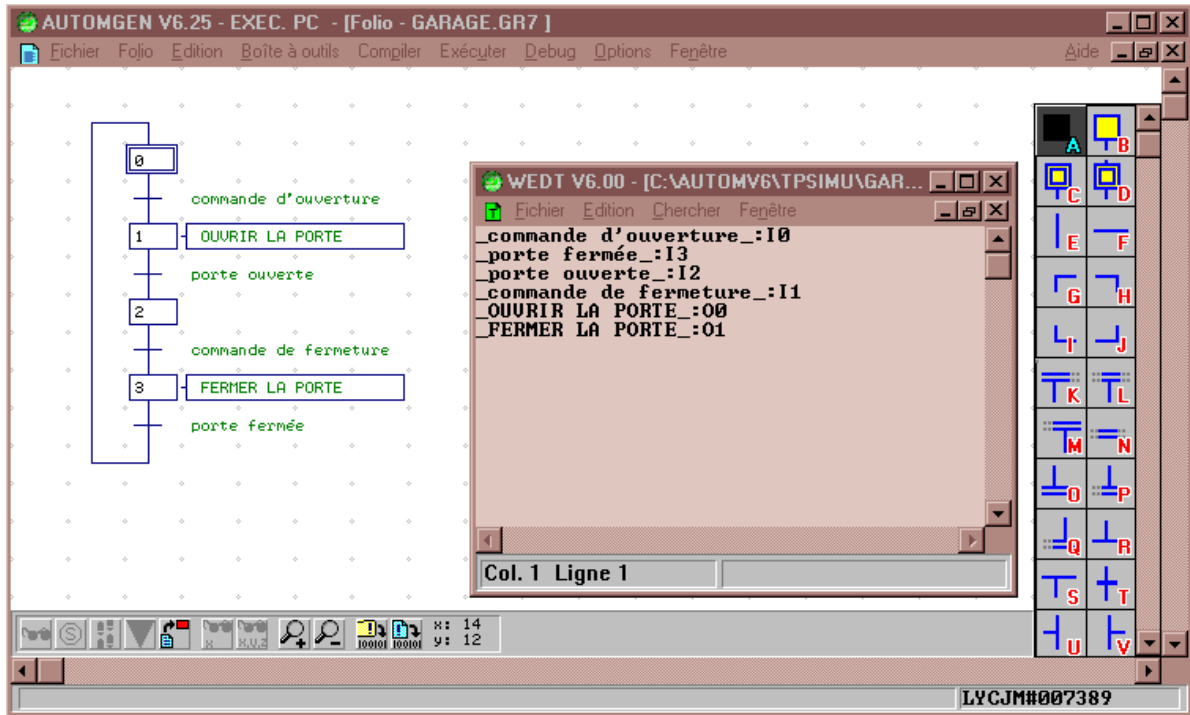 AUTOMGEN V6.25 - EXEC. PC - [Folio - GARAGE.GR7 ]
Fichier Folio Edition Boîte à outils Compiler Exécuter Debug Options Fenêtre Aide
0
commande d'ouverture
1 OUVRIR LA PORTE
porte ouverte
2
commande de fermeture
3 FERMER LA PORTE
porte fermée
WEDT V6.00 - [C:\AUTOMV6\TPSIMU\GAR...
Fichier Edition Chercher Fenêtre
_commande d'ouverture_:I0
_porte fermée_:I3
_porte ouverte_:I2
_commande de fermeture_:I1
_OUVRIR LA PORTE_:O0
_FERMER LA PORTE_:O1
Col. 1 Ligne 1
A B
C D
E F
G H
I J
K L
M N
O P
Q R
S T
U V
S X X,Y,Z 10010I 10010I x: 14
y: 12
LYCJM#007389